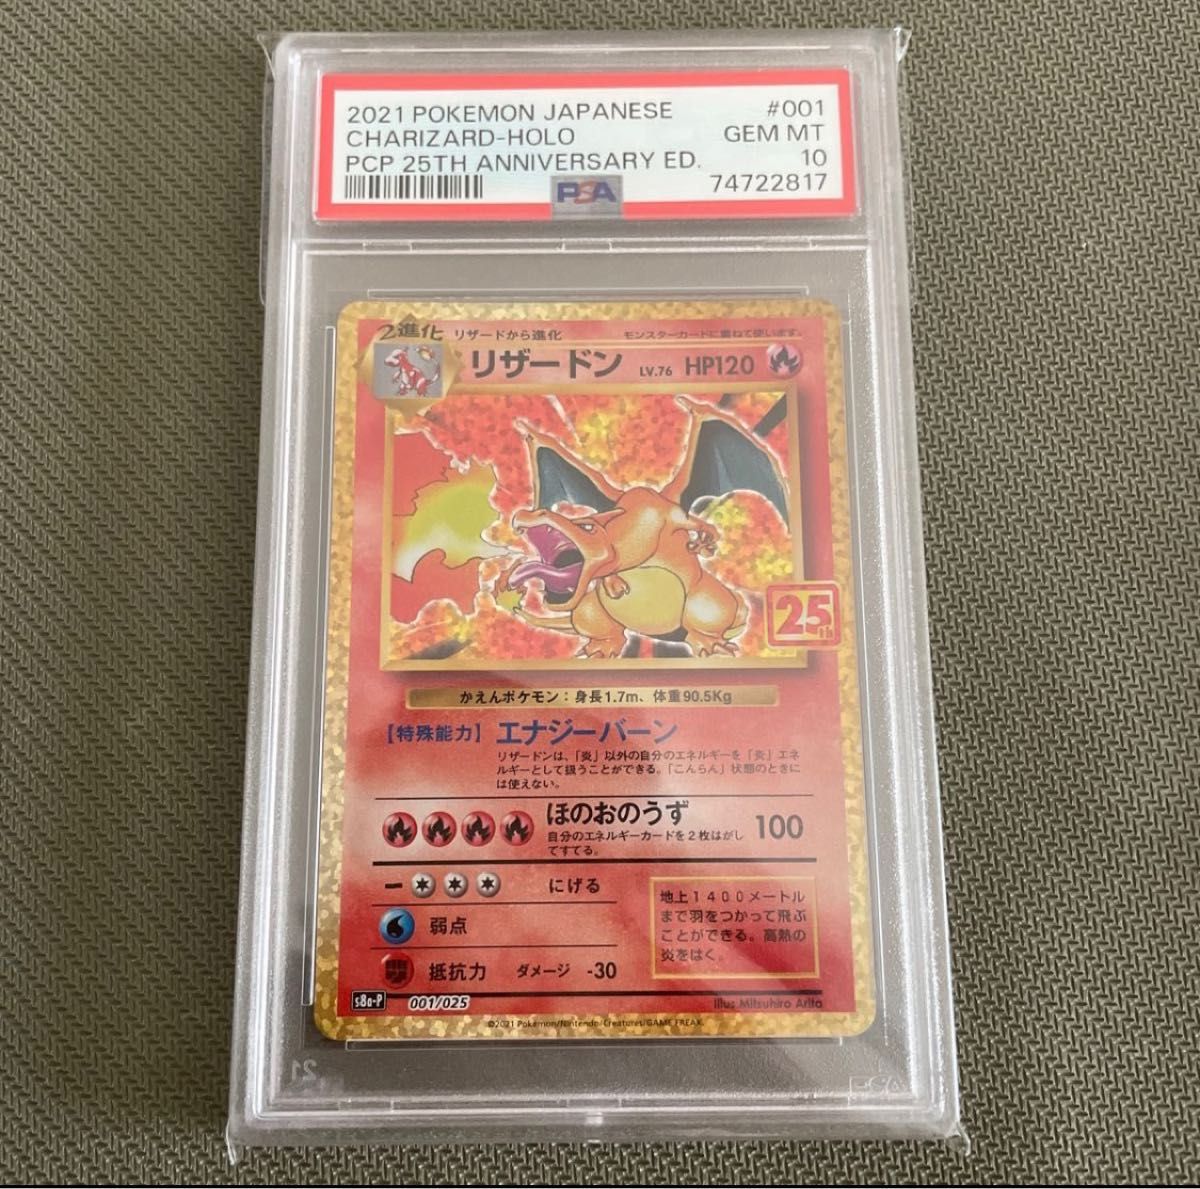 2021 POKEMON JAPANESE #001
CHARIZARD-HOLO GEM MT
PCP 25TH ANNIVERSARY ED. 10
PSA 74722817
2進化 リザードから進化 モンスターカードに重ねて使います。
リザードン LV.76 HP120
25th
かえんポケモン：身長1.7m、体重90.5Kg
【特殊能力】 エナジーバーン
リザードンは、「炎」以外の自分のエネルギーを「炎」エネ
ルギーとして扱うことができる。「こんらん」状態のときに
は使えない。
ほのおのうず 100
自分のエネルギーカードを2枚はがし
てすてる。
にげる
弱点
抵抗力 ダメージ -30
地上1400メートル
まで羽をつかって飛ぶ
ことができる。高熱の
炎をはく。
s8a-P 001/025 Illus. Mitsuhiro Arita
©2021 Pokémon/Nintendo/Creatures/GAME FREAK.